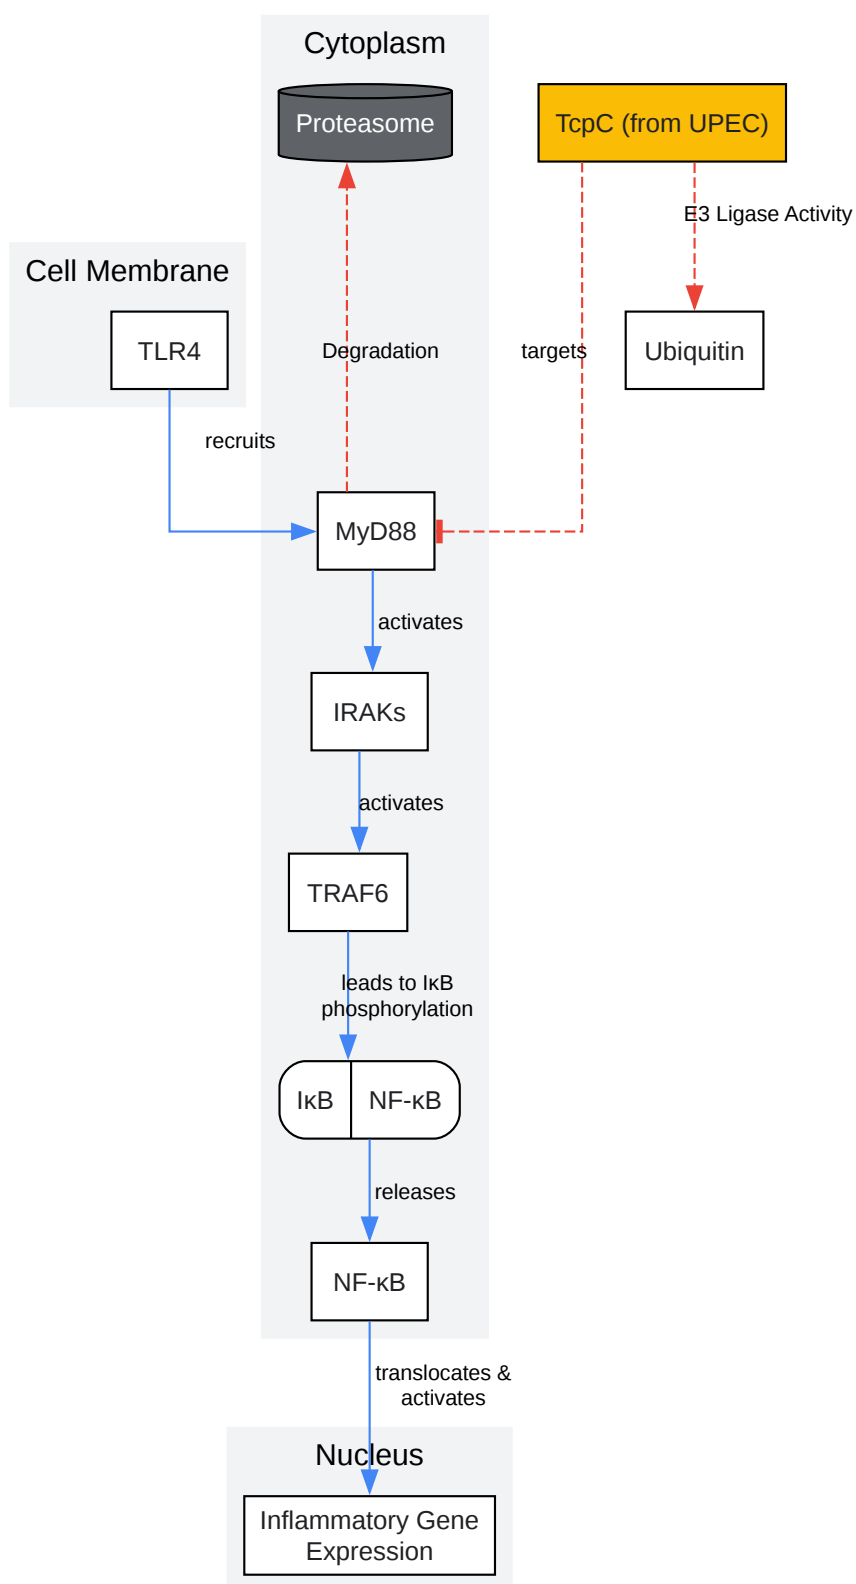 Cytoplasm
Proteasome
TcpC (from UPEC)
E3 Ligase Activity
Cell Membrane
TLR4
Degradation
targets
Ubiquitin
recruits
MyD88
activates
IRAKs
activates
TRAF6
leads to IκB
phosphorylation
IκB
NF-κB
releases
NF-κB
translocates &
activates
Nucleus
Inflammatory Gene
Expression